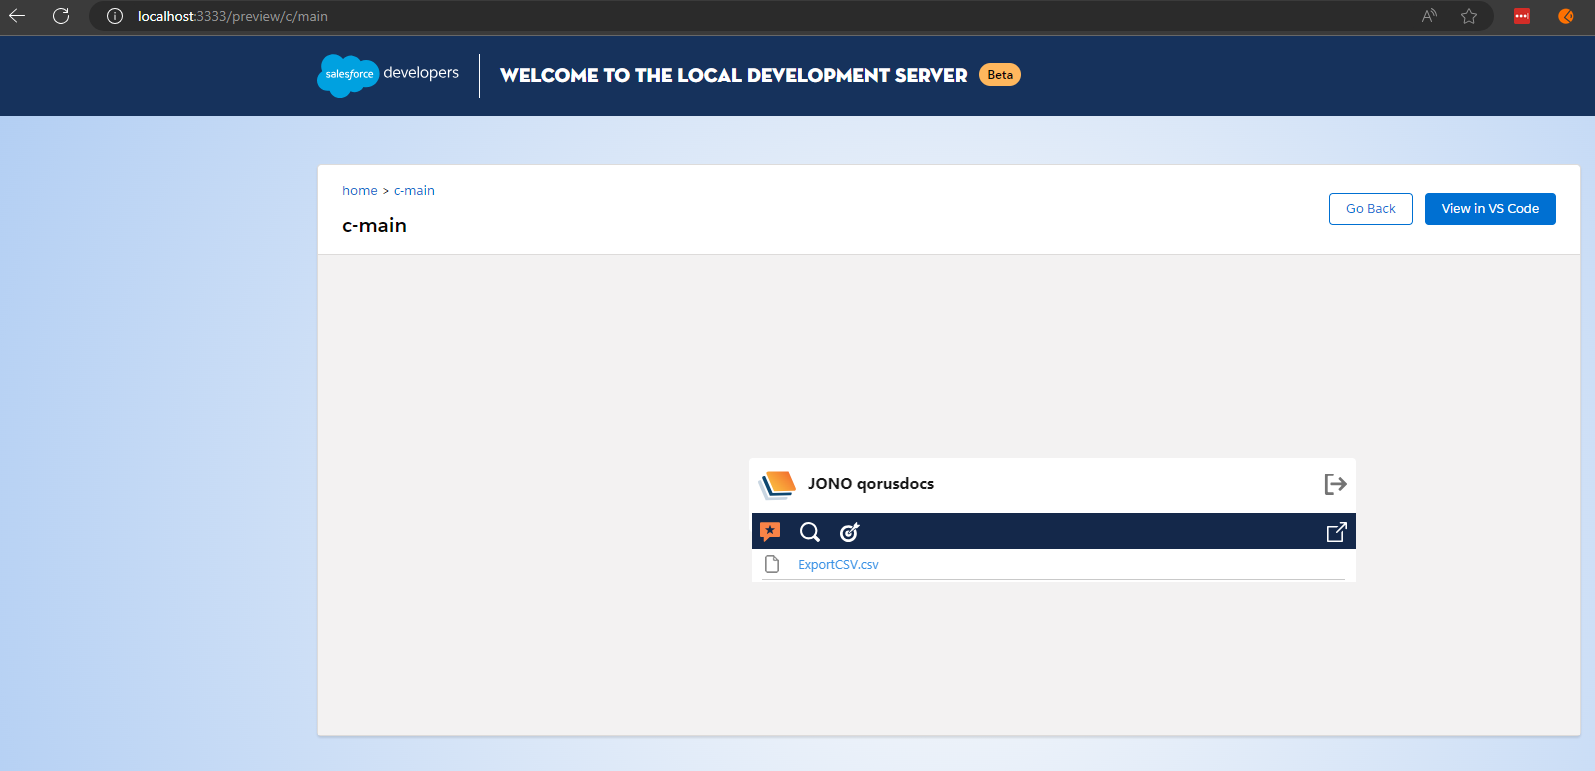 localhost:3333/preview/c/main
salesforce developers
WELCOME TO THE LOCAL DEVELOPMENT SERVER Beta
home > c-main
c-main
Go Back
View in VS Code
JONO qorusdocs
ExportCSV.csv